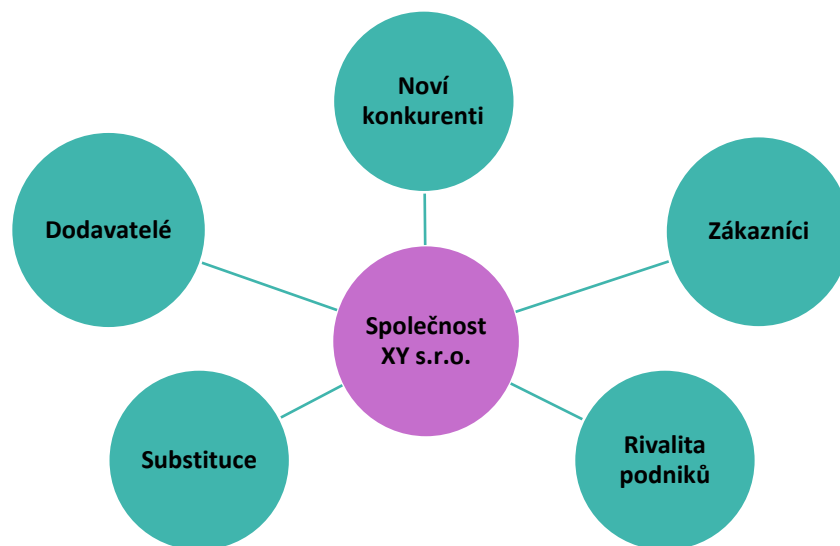 Noví
konkurenti
Dodavatelé
Zákazníci
Společnost
XY s.r.o.
Substituce
Rivalita
podniků